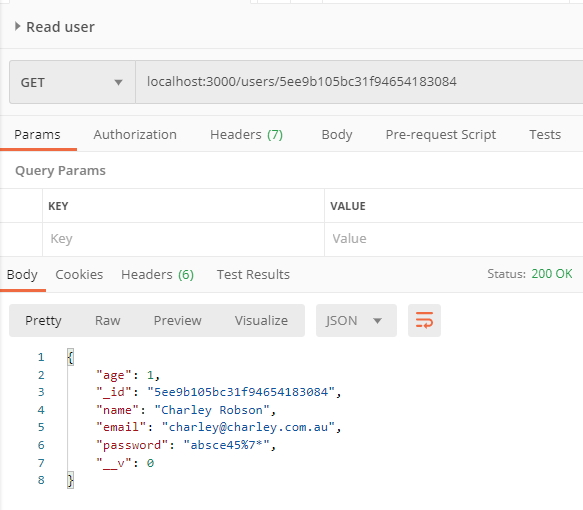 Read user
GET localhost:3000/users/5ee9b105bc31f94654183084
Params Authorization Headers (7) Body Pre-request Script Tests
Query Params
KEY VALUE
Key Value
Body Cookies Headers (6) Test Results Status: 200 OK
Pretty Raw Preview Visualize JSON
1 {
2 "age": 1,
3 "_id": "5ee9b105bc31f94654183084",
4 "name": "Charley Robson",
5 "email": "charley@charley.com.au",
6 "password": "absce45%7*",
7 "__v": 0
8 }